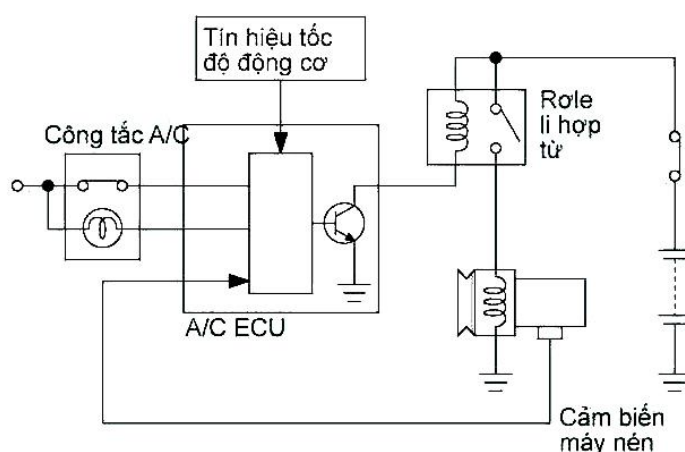 Tín hiệu tốc
độ động cơ
Công tắc A/C
Rơle
li hợp
từ
A/C ECU
Cảm biến
máy nén